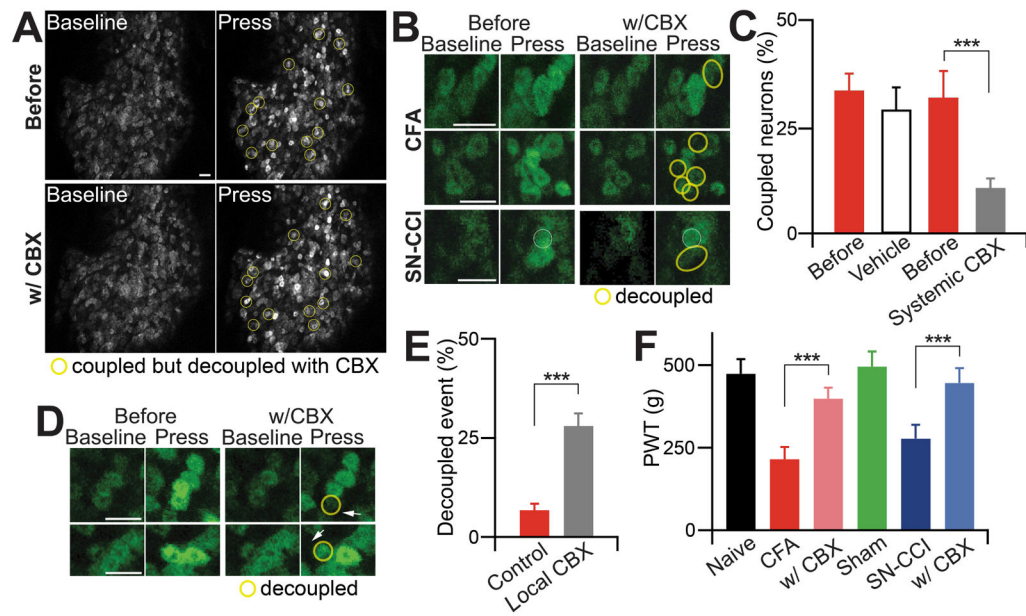 A
Baseline
Press
Before
Baseline
Press
w/ CBX
coupled but decoupled with CBX
B
Before
w/CBX
Baseline Press
Baseline Press
CFA
SN-CCI
decoupled
C
Coupled neurons (%)
50
25
0
***
Before
Vehicle
Before
Systemic CBX
D
Before
w/CBX
Baseline Press
Baseline Press
decoupled
E
Decoupled event (%)
50
25
0
***
Control
Local CBX
F
PWT (g)
500
250
0
***
***
Naive
CFA
w/ CBX
Sham
SN-CCI
w/ CBX